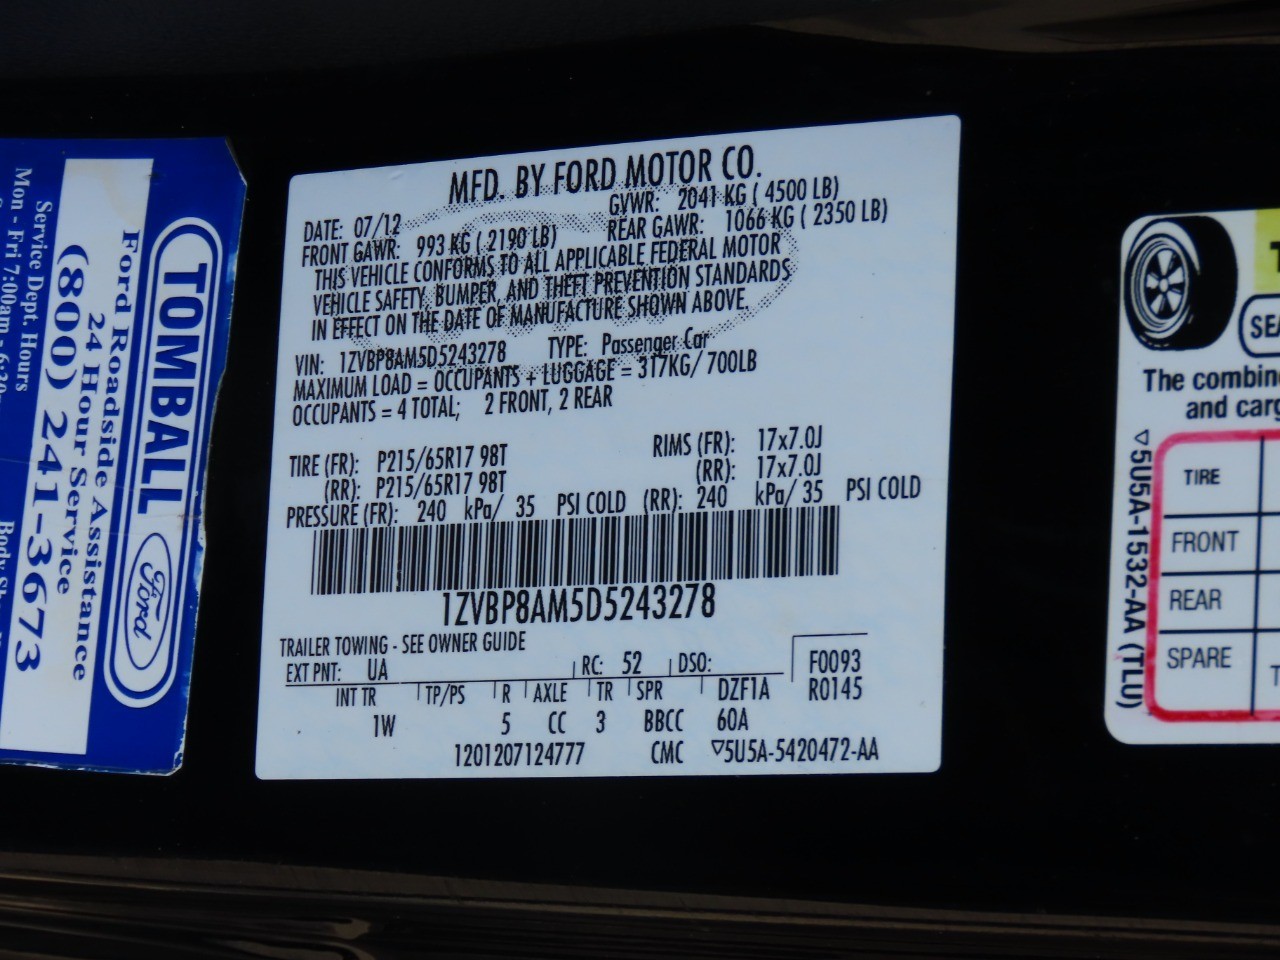 MFD. BY FORD MOTOR CO.
DATE: 07/12
GVWR: 2041 KG ( 4500 LB)
FRONT GAWR: 993 KG ( 2190 LB)
REAR GAWR: 1066 KG ( 2350 LB)
THIS VEHICLE CONFORMS TO ALL APPLICABLE FEDERAL MOTOR
VEHICLE SAFETY, BUMPER, AND THEFT PREVENTION STANDARDS
IN EFFECT ON THE DATE OF MANUFACTURE SHOWN ABOVE.
VIN: 1ZVBP8AM5D5243278 TYPE: Passenger Car
MAXIMUM LOAD = OCCUPANTS + LUGGAGE = 317KG/ 700LB
OCCUPANTS = 4 TOTAL; 2 FRONT, 2 REAR
TIRE (FR): P215/65R17 98T RIMS (FR): 17x7.0J
(RR): P215/65R17 98T (RR): 17x7.0J
PRESSURE (FR): 240 kPa/ 35 PSI COLD (RR): 240 kPa/ 35 PSI COLD
1ZVBP8AM5D5243278
TRAILER TOWING - SEE OWNER GUIDE
EXT PNT: UA RC: 52 DSO: F0093
INT TR TP/PS R AXLE TR SPR DZF1A R0145
1W 5 CC 3 BBCC 60A
1201207124777 CMC ▽5U5A-5420472-AA
TOMBALL
Ford
Ford Roadside Assistance
24 Hour Service
(800) 241-3673
Service Dept. Hours
Mon - Fri 7:00am -
Body
The
and
TIRE
FRONT
REAR
SPARE
▽5U5A-1532-AA (TLU)